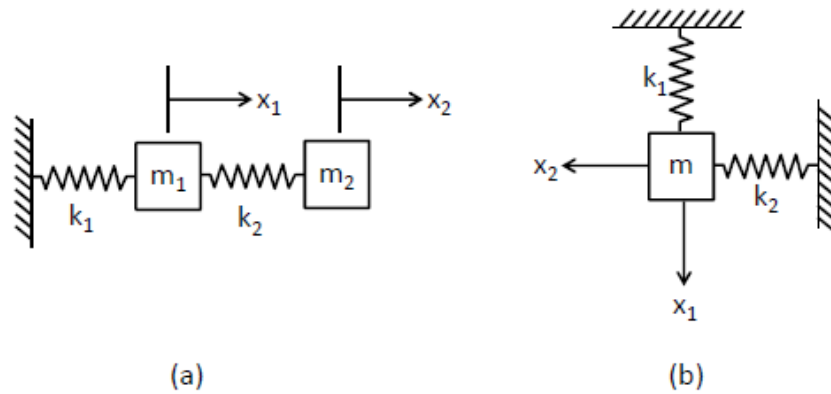 x₁
x₂
m₁
m₂
k₁
k₂
(a)
k₁
x₂
m
k₂
x₁
(b)